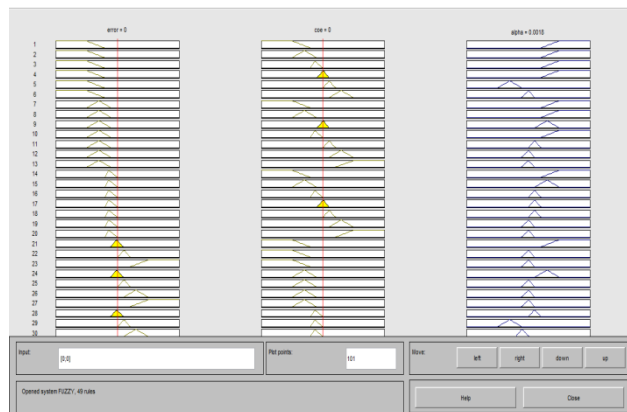 error = 0
coe = 0
alpha = 0.0018
1
2
3
4
5
6
7
8
9
10
11
12
13
14
15
16
17
18
19
20
21
22
23
24
25
26
27
28
29
30
Input:
[0;0]
Plot points:
101
Move:
left
right
down
up
Opened system FUZZY, 49 rules
Help
Close